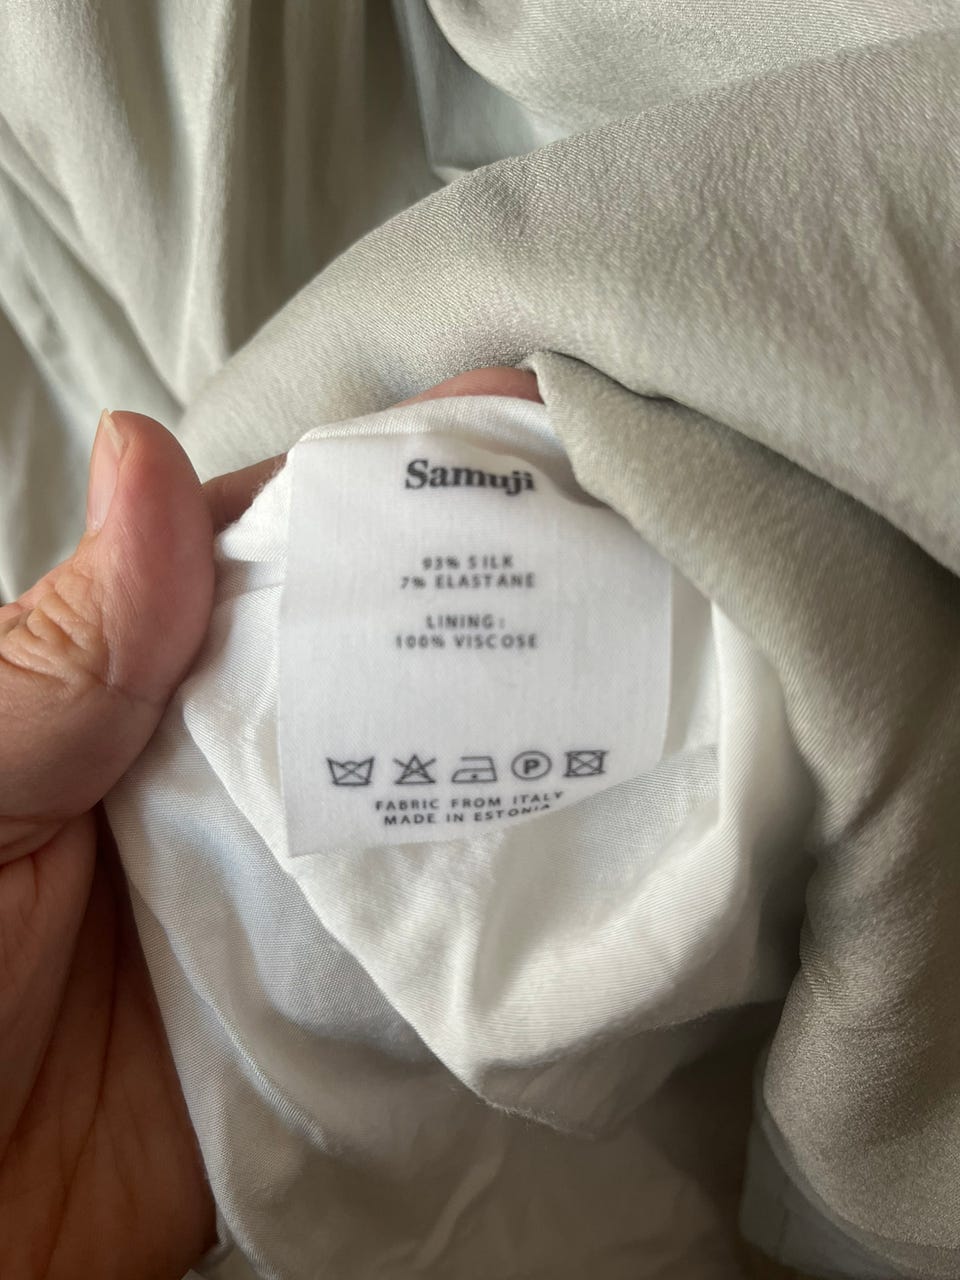 Samuji
93% SILK
7% ELASTANE
LINING:
100% VISCOSE
P
FABRIC FROM ITALY
MADE IN ESTONIA